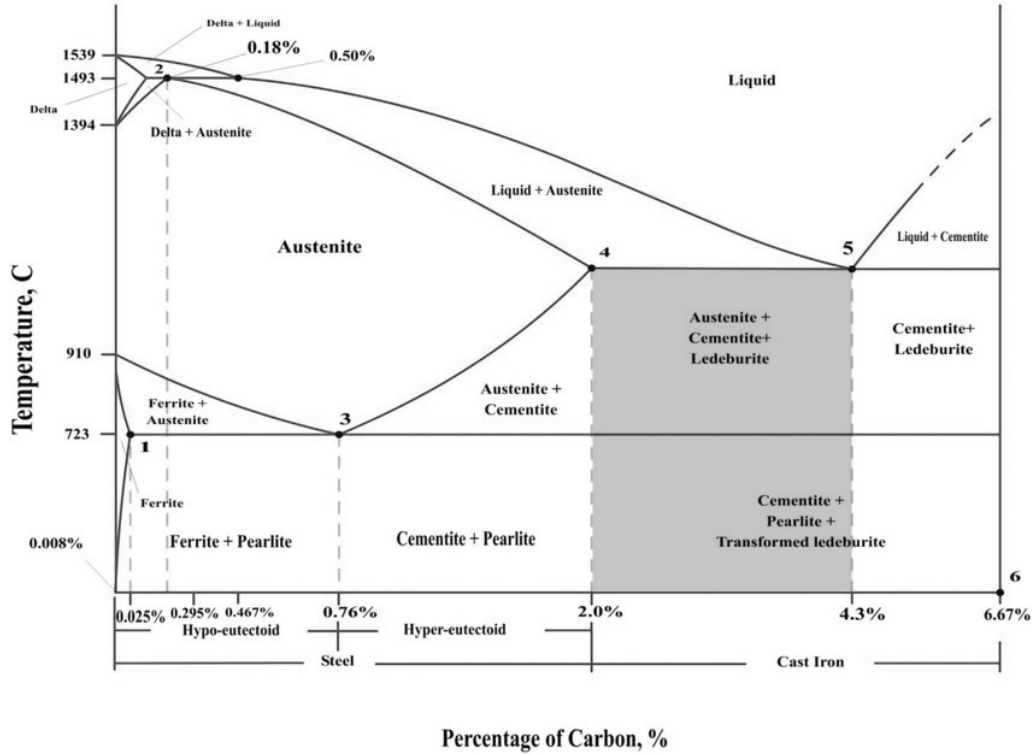 Delta + Liquid
0.18%
0.50%
1539
1493
2
Delta
1394
Delta + Austenite
Liquid
Liquid + Austenite
Liquid + Cementite
Austenite
4
5
Temperature, C
Austenite +
Cementite+
Ledeburite
Cementite+
Ledeburite
910
Ferrite +
Austenite
Austenite +
Cementite
3
723
1
Ferrite
Cementite +
Pearlite +
Transformed ledeburite
0.008%
Ferrite + Pearlite
Cementite + Pearlite
6
0.025%
0.295%
0.467%
0.76%
2.0%
4.3%
6.67%
Hypo-eutectoid
Hyper-eutectoid
Steel
Cast Iron
Percentage of Carbon, %